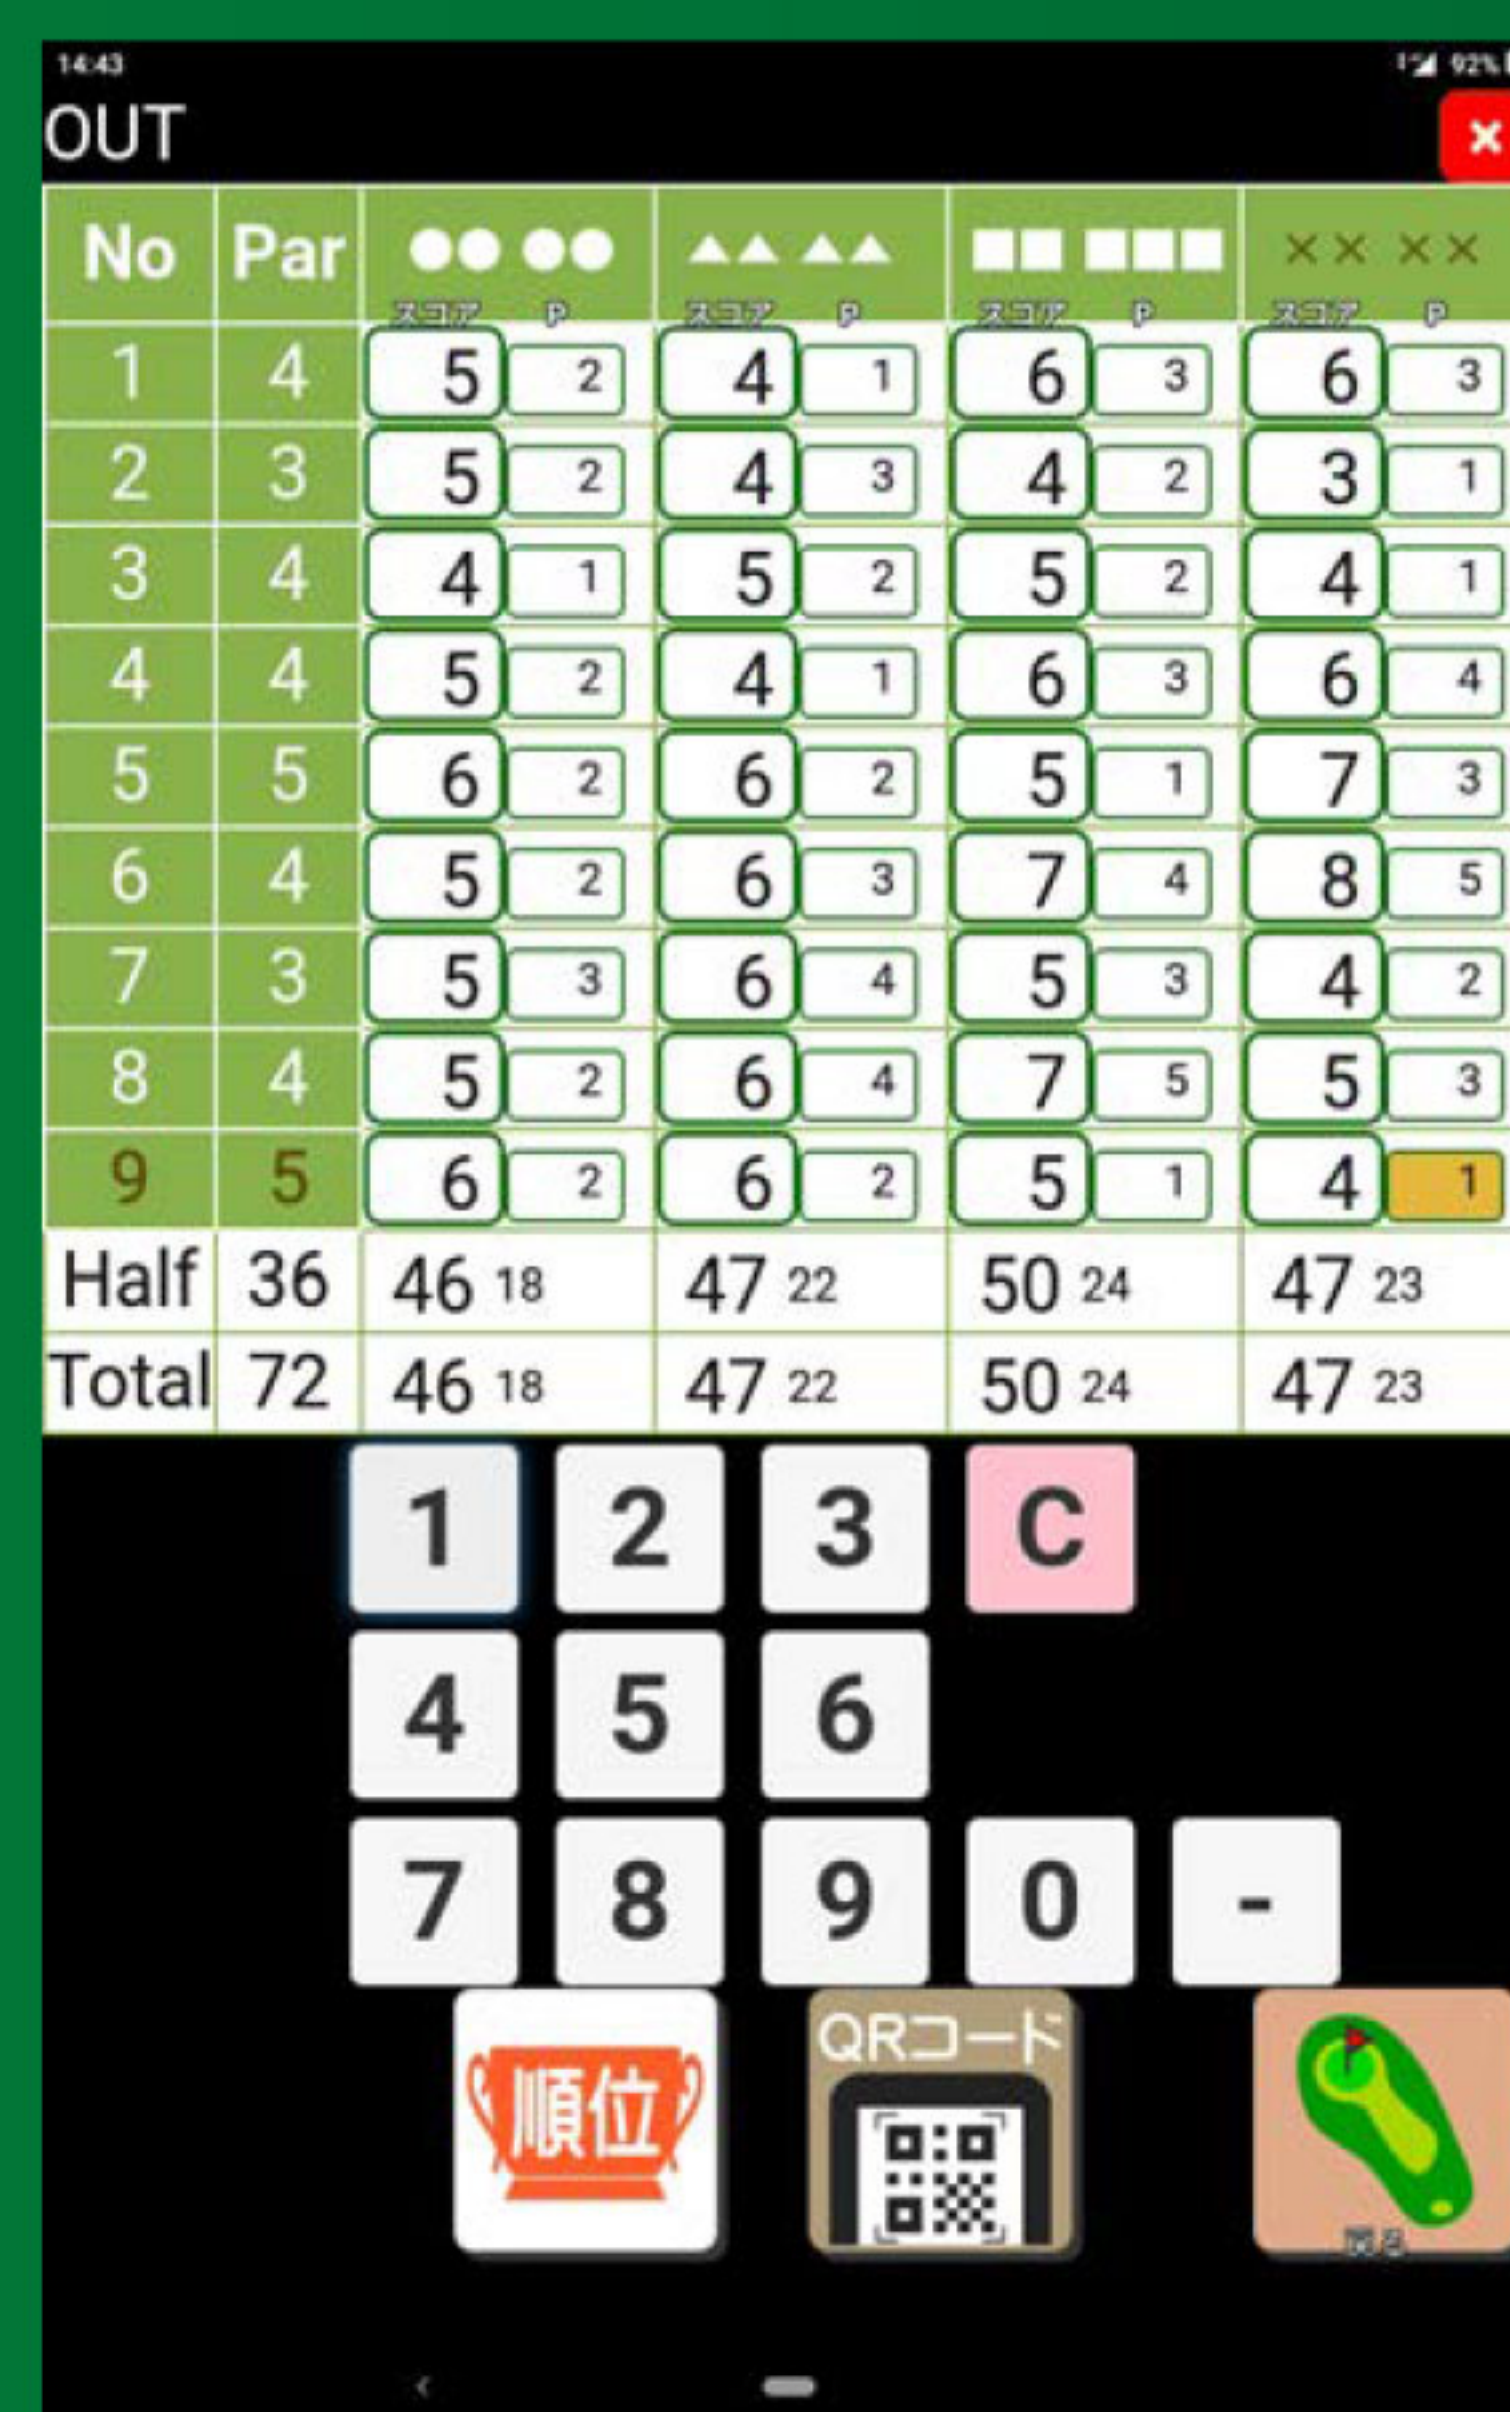 14:43 92%
OUT
No Par ●● ●● ▲▲ ▲▲ ■■ ■■■ ×× ××
スコア P スコア P スコア P スコア P
1 4 5 2 4 1 6 3 6 3
2 3 5 2 4 3 4 2 3 1
3 4 4 1 5 2 5 2 4 1
4 4 5 2 4 1 6 3 6 4
5 5 6 2 6 2 5 1 7 3
6 4 5 2 6 3 7 4 8 5
7 3 5 3 6 4 5 3 4 2
8 4 5 2 6 4 7 5 5 3
9 5 6 2 6 2 5 1 4 1
Half 36 46 18 47 22 50 24 47 23
Total 72 46 18 47 22 50 24 47 23
1 2 3 C
4 5 6
7 8 9 0 -
順位
QRコード